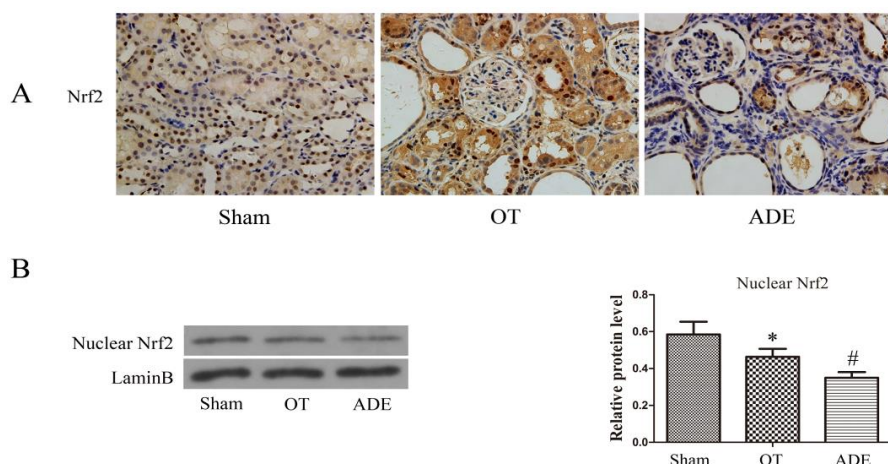 A
Nrf2
Sham
OT
ADE
B
Nuclear Nrf2
LaminB
Sham
OT
ADE
Nuclear Nrf2
Relative protein level
0.8
0.6
0.4
0.2
0.0
*
#
Sham
OT
ADE